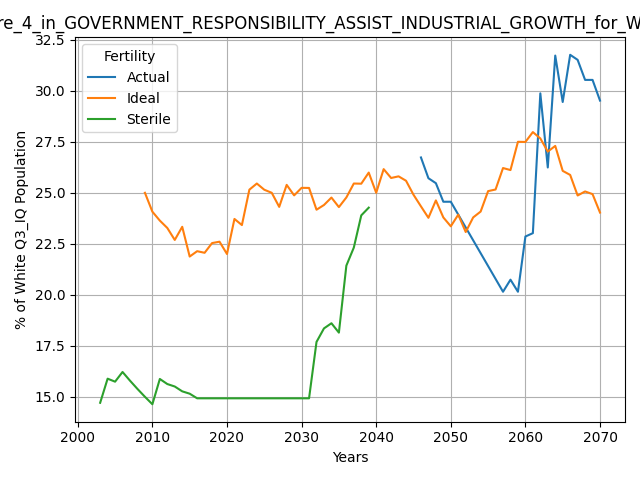 re_4_in_GOVERNMENT_RESPONSIBILITY_ASSIST_INDUSTRIAL_GROWTH_for_W
Fertility
Actual
Ideal
Sterile
32.5
30.0
27.5
25.0
22.5
20.0
17.5
15.0
% of White Q3_IQ Population
2000
2010
2020
2030
2040
2050
2060
2070
Years